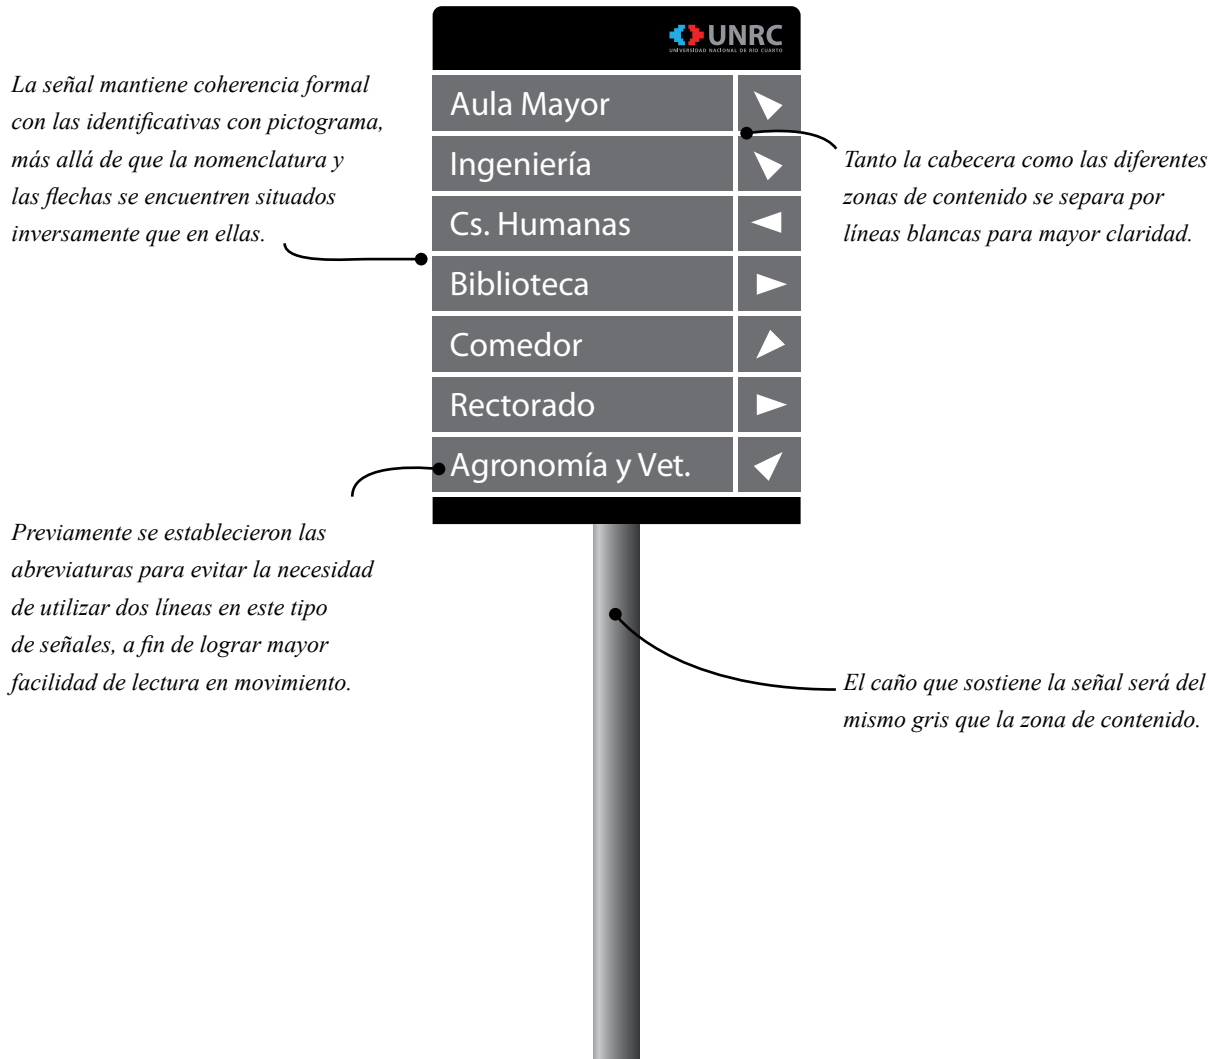 UNRC
UNIVERSIDAD NACIONAL DE RÍO CUARTO
La señal mantiene coherencia formal
con las identificativas con pictograma,
más allá de que la nomenclatura y
las flechas se encuentren situados
inversamente que en ellas.
Aula Mayor
Ingeniería
Cs. Humanas
Biblioteca
Comedor
Rectorado
Agronomía y Vet.
Tanto la cabecera como las diferentes
zonas de contenido se separa por
líneas blancas para mayor claridad.
Previamente se establecieron las
abreviaturas para evitar la necesidad
de utilizar dos líneas en este tipo
de señales, a fin de lograr mayor
facilidad de lectura en movimiento.
El caño que sostiene la señal será del
mismo gris que la zona de contenido.